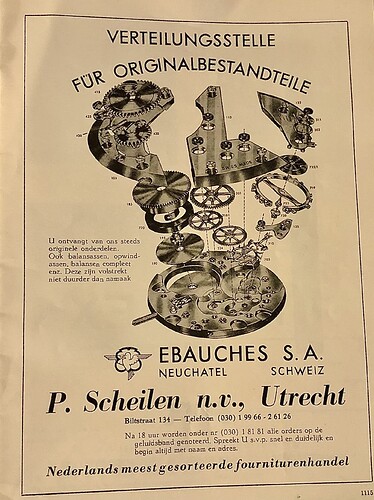 VERTEILUNGSSTELLE
FÜR ORIGINALBESTANDTEILE
SWISS MADE
U ontvangt van ons steeds
originele onderdelen.
Ook balansassen, opwind-
assen, balansen compleet
enz. Deze zijn volstrekt
niet duurder dan namaak
EBAUCHES S.A.
NEUCHATEL SCHWEIZ
P. Scheilen n.v., Utrecht
Biltstraat 134 — Telefoon (030) 1 99 66 - 2 61 26
Na 18 uur worden onder nr (030) 1 81 81 alle orders op de
geluidsband genoteerd. Spreekt U s.v.p. snel en duidelijk en
begin altijd met naam en adres.
Nederlands meest gesorteerde fourniturenhandel
1115